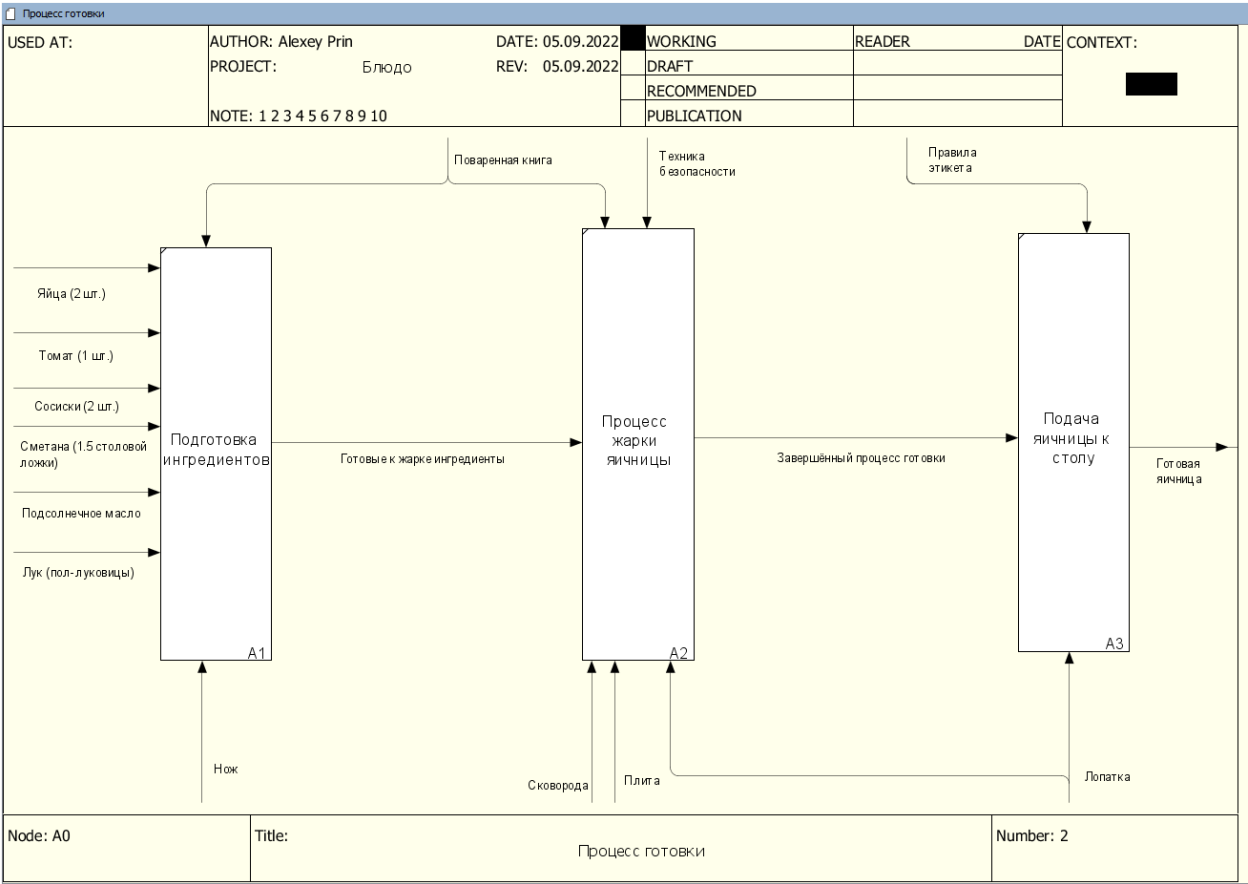 Процесс готовки
USED AT:
AUTHOR: Alexey Prin
DATE: 05.09.2022
PROJECT:
Блюдо
REV: 05.09.2022
NOTE: 1 2 3 4 5 6 7 8 9 10
WORKING
DRAFT
RECOMMENDED
PUBLICATION
READER
DATE
CONTEXT:
Поваренная книга
Техника
безопасности
Правила
этикета
Яйца (2 шт.)
Томат (1 шт.)
Сосиски (2 шт.)
Сметана (1.5 столовой
ложки)
Подсолнечное масло
Лук (пол-луковицы)
Подготовка
ингредиентов
A1
Готовые к жарке ингредиенты
Процесс
жарки
яичницы
A2
Завершённый процесс готовки
Подача
яичницы к
столу
A3
Готовая
яичница
Нож
Сковорода
Плита
Лопатка
Node: A0
Title:
Процесс готовки
Number: 2